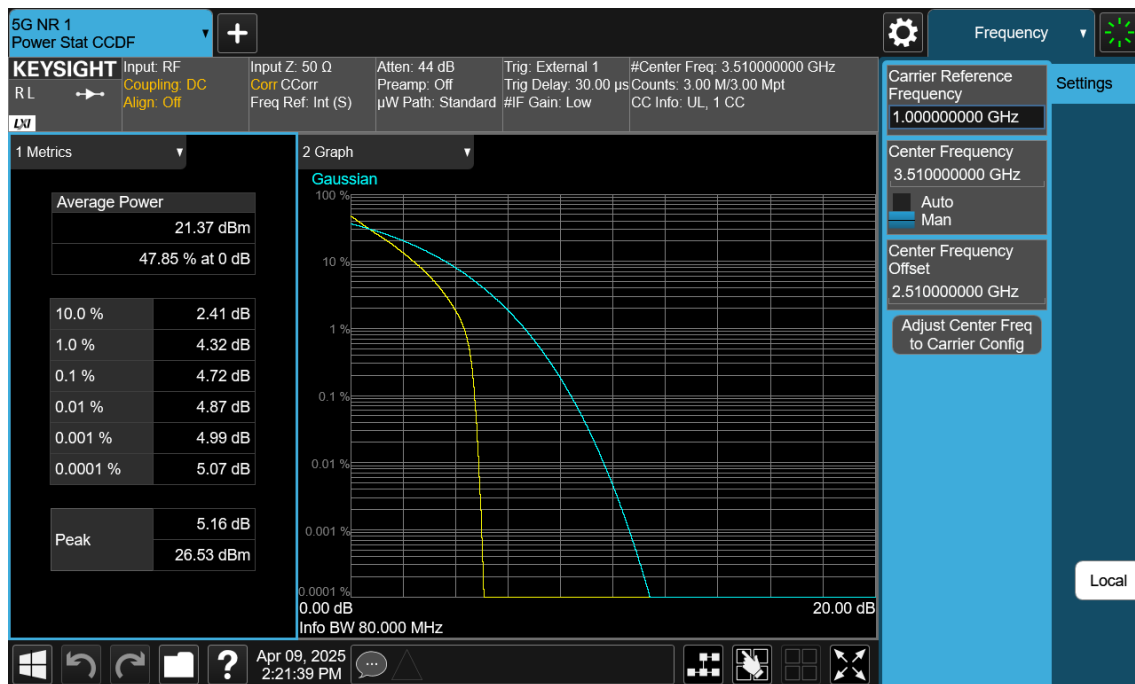 5G NR 1
Power Stat CCDF
Frequency
KEYSIGHT
R L
LXI
Input: RF
Coupling: DC
Align: Off
Input Z: 50 Ω
Corr CCorr
Freq Ref: Int (S)
Atten: 44 dB
Preamp: Off
µW Path: Standard
Trig: External 1
Trig Delay: 30.00 µs
#IF Gain: Low
#Center Freq: 3.510000000 GHz
Counts: 3.00 M/3.00 Mpt
CC Info: UL, 1 CC
1 Metrics
Average Power
21.37 dBm
47.85 % at 0 dB
10.0 % 2.41 dB
1.0 % 4.32 dB
0.1 % 4.72 dB
0.01 % 4.87 dB
0.001 % 4.99 dB
0.0001 % 5.07 dB
Peak
5.16 dB
26.53 dBm
2 Graph
Gaussian
100 %
10 %
1 %
0.1 %
0.01 %
0.001 %
0.0001 %
0.00 dB 20.00 dB
Info BW 80.000 MHz
Carrier Reference
Frequency
1.000000000 GHz
Center Frequency
3.510000000 GHz
Auto
Man
Center Frequency
Offset
2.510000000 GHz
Adjust Center Freq
to Carrier Config
Settings
Local
?
Apr 09, 2025
2:21:39 PM